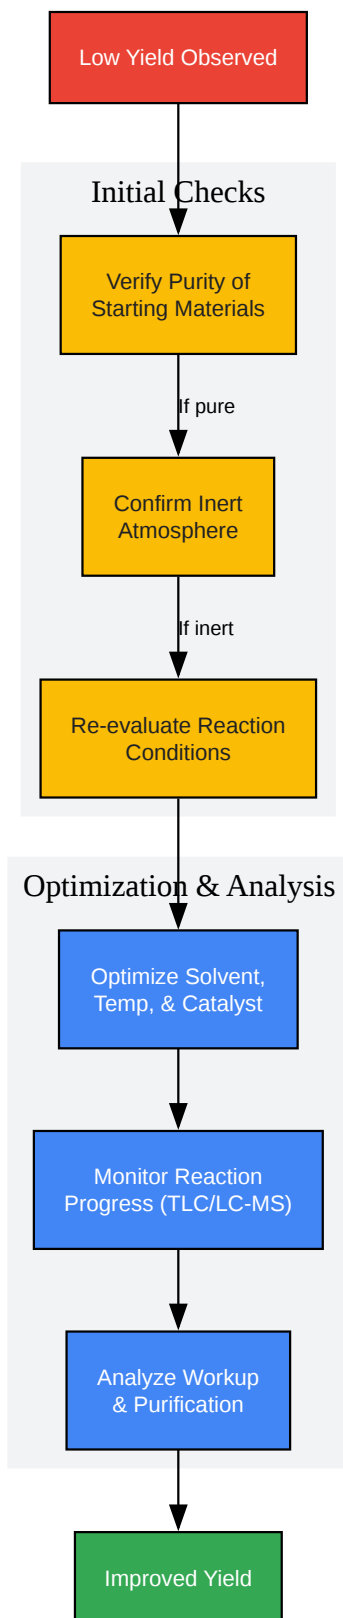 Low Yield Observed
Initial Checks
Verify Purity of
Starting Materials
If pure
Confirm Inert
Atmosphere
If inert
Re-evaluate Reaction
Conditions
Optimization & Analysis
Optimize Solvent,
Temp, & Catalyst
Monitor Reaction
Progress (TLC/LC-MS)
Analyze Workup
& Purification
Improved Yield